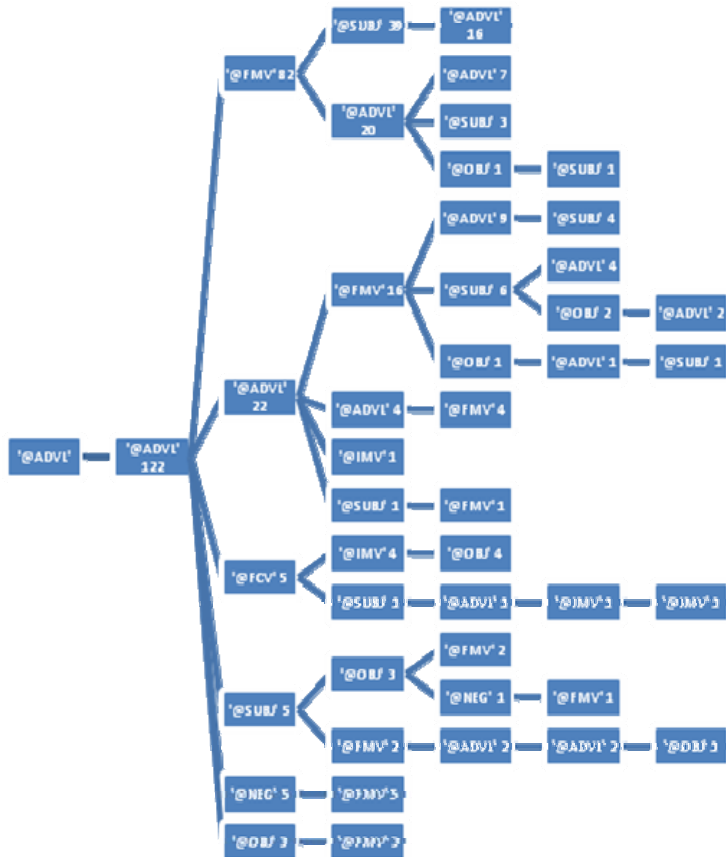 '@SUBJ' 39
'@ADVL'
16
'@FMV' 82
'@ADVL' 7
'@ADVL'
20
'@SUBJ' 3
'@OBJ' 1
'@SUBJ' 1
'@ADVL' 9
'@SUBJ' 4
'@ADVL' 4
'@FMV' 16
'@SUBJ' 6
'@OBJ' 2
'@ADVL' 2
'@OBJ' 1
'@ADVL' 1
'@SUBJ' 1
'@ADVL'
22
'@ADVL' 4
'@FMV' 4
'@ADVL'
'@ADVL'
122
'@IMV' 1
'@SUBJ' 1
'@FMV' 1
'@IMV' 4
'@OBJ' 4
'@FCV' 5
'@SUBJ' 1
'@ADVL' 1
'@IMV' 1
'@IMV' 1
'@FMV' 2
'@OBJ' 3
'@NEG' 1
'@FMV' 1
'@SUBJ' 5
'@FMV' 2
'@ADVL' 2
'@ADVL' 2
'@OBJ' 1
'@NEG' 5
'@FMV' 5
'@OBJ' 3
'@FMV'